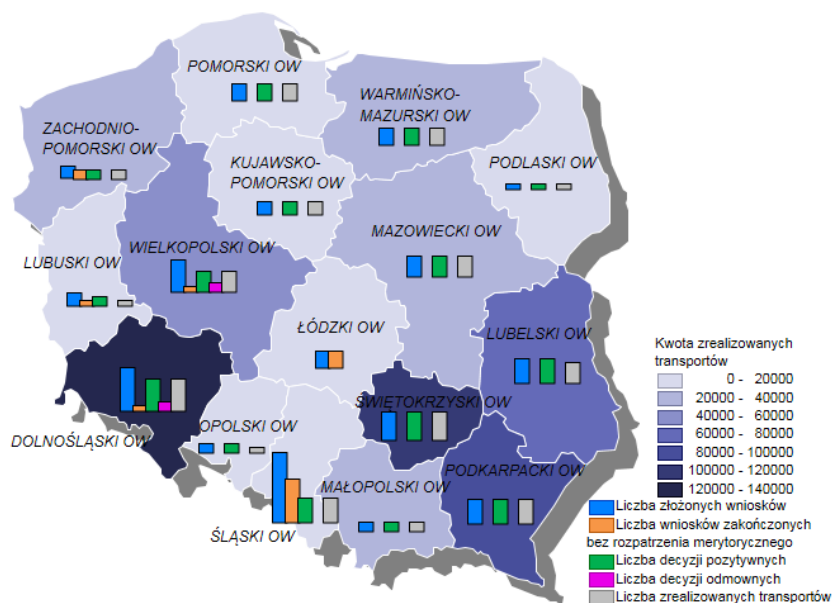 POMORSKI OW
WARMIŃSKO-
MAZURSKI OW
ZACHODNIO-
POMORSKI OW
KUJAWSKO-
POMORSKI OW
PODLASKI OW
MAZOWIECKI OW
WIELKOPOLSKI OW
LUBUSKI OW
ŁÓDZKI OW
LUBELSKI OW
ŚWIĘTOKRZYSKI OW
DOLNOŚLĄSKI OW
OPOLSKI OW
MAŁOPOLSKI OW
PODKARPACKI OW
ŚLĄSKI OW
Kwota zrealizowanych
transportów
0 - 20000
20000 - 40000
40000 - 60000
60000 - 80000
80000 - 100000
100000 - 120000
120000 - 140000
Liczba złożonych wniosków
Liczba wniosków zakończonych
bez rozpatrzenia merytorycznego
Liczba decyzji pozytywnych
Liczba decyzji odmownych
Liczba zrealizowanych transportów